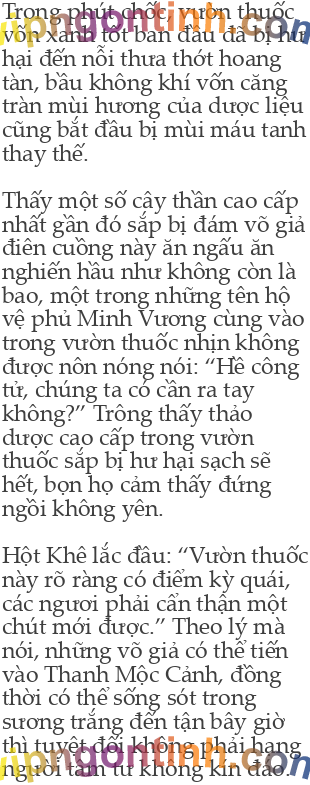 Trong phút chốc, vườn thuốc
vốn xanh tốt ban đầu đã bị hư
hại đến nỗi thưa thớt hoang
tàn, bầu không khí vốn căng
tràn mùi hương của dược liệu
cũng bắt đầu bị mùi máu tanh
thay thế.
Thấy một số cây thần cao cấp
nhất gần đó sắp bị đám võ giả
điên cuồng này ăn ngấu ăn
nghiến hầu như không còn là
bao, một trong những tên hộ
vệ phủ Minh Vương cùng vào
trong vườn thuốc nhịn không
được nôn nóng nói: “Hề công
tử, chúng ta có cần ra tay
không?” Trông thấy thảo
dược cao cấp trong vườn
thuốc sắp bị hư hại sạch sẽ
hết, bọn họ cảm thấy đứng
ngồi không yên.
Hột Khê lắc đầu: “Vườn thuốc
này rõ ràng có điểm kỳ quái,
các ngươi phải cẩn thận một
chút mới được.” Theo lý mà
nói, những võ giả có thể tiến
vào Thanh Mộc Cảnh, đồng
thời có thể sống sót trong
sương trắng đến tận bây giờ
thì tuyệt đối không phải hạng
người tâm tư không kín đáo.
vipngontinh.com
vipngontinh.com